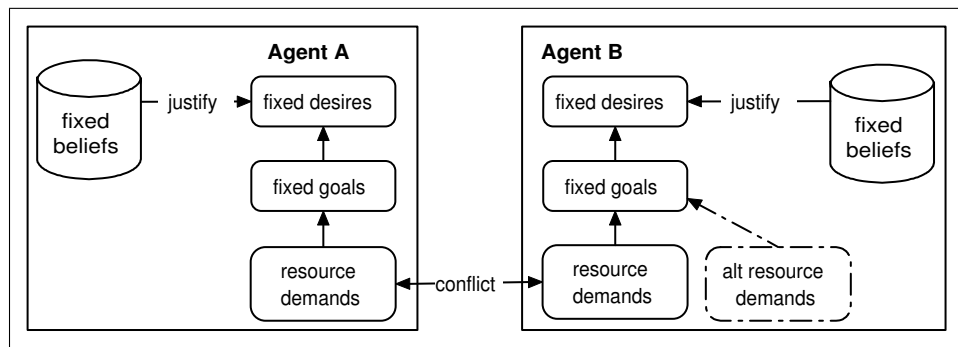 Agent A
fixed
beliefs
justify
fixed desires
fixed goals
resource
demands
conflict
Agent B
fixed desires
justify
fixed
beliefs
fixed goals
resource
demands
alt resource
demands